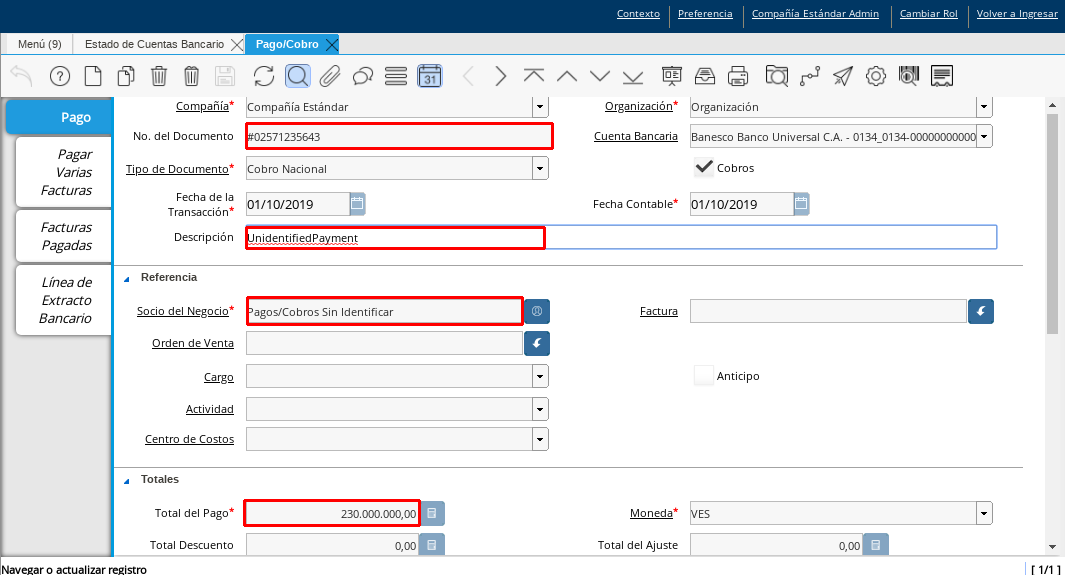 Contexto Preferencia Compañía Estándar Admin Cambiar Rol Volver a Ingresar
Menú (9) Estado de Cuentas Bancario Pago/Cobro
31
Pago
Pagar
Varias
Facturas
Facturas
Pagadas
Línea de
Extracto
Bancario
Compañía* Compañía Estándar Organización* Organización
No. del Documento #02571235643 Cuenta Bancaria Banesco Banco Universal C.A. - 0134_0134-00000000000
Tipo de Documento* Cobro Nacional Cobros
Fecha de la
Transacción* 01/10/2019 Fecha Contable* 01/10/2019
Descripción UnidentifiedPayment
Referencia
Socio del Negocio* Pagos/Cobros Sin Identificar Factura
Orden de Venta
Cargo Anticipo
Actividad
Centro de Costos
Totales
Total del Pago* 230.000.000,00 Moneda* VES
Total Descuento 0,00 Total del Ajuste 0,00
Navegar o actualizar registro [ 1/1 ]